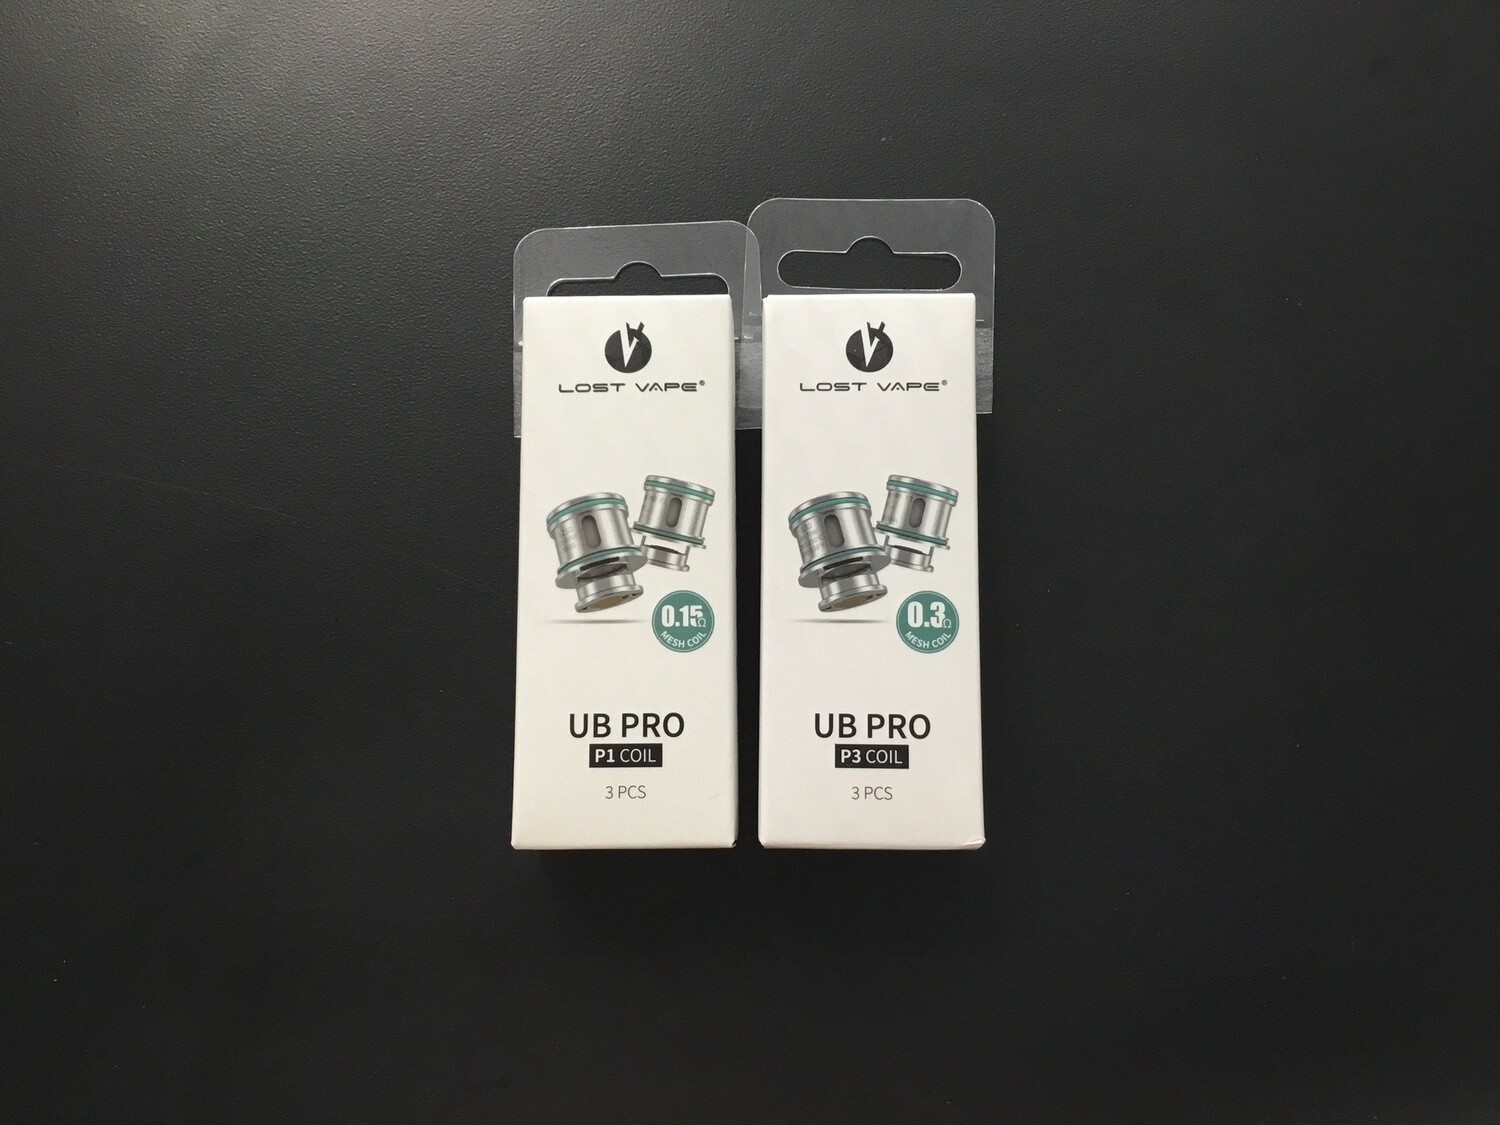 LOST VAPE®
0.15Ω
MESH COIL
UB PRO
P1 COIL
3 PCS
LOST VAPE®
0.3Ω
MESH COIL
UB PRO
P3 COIL
3 PCS